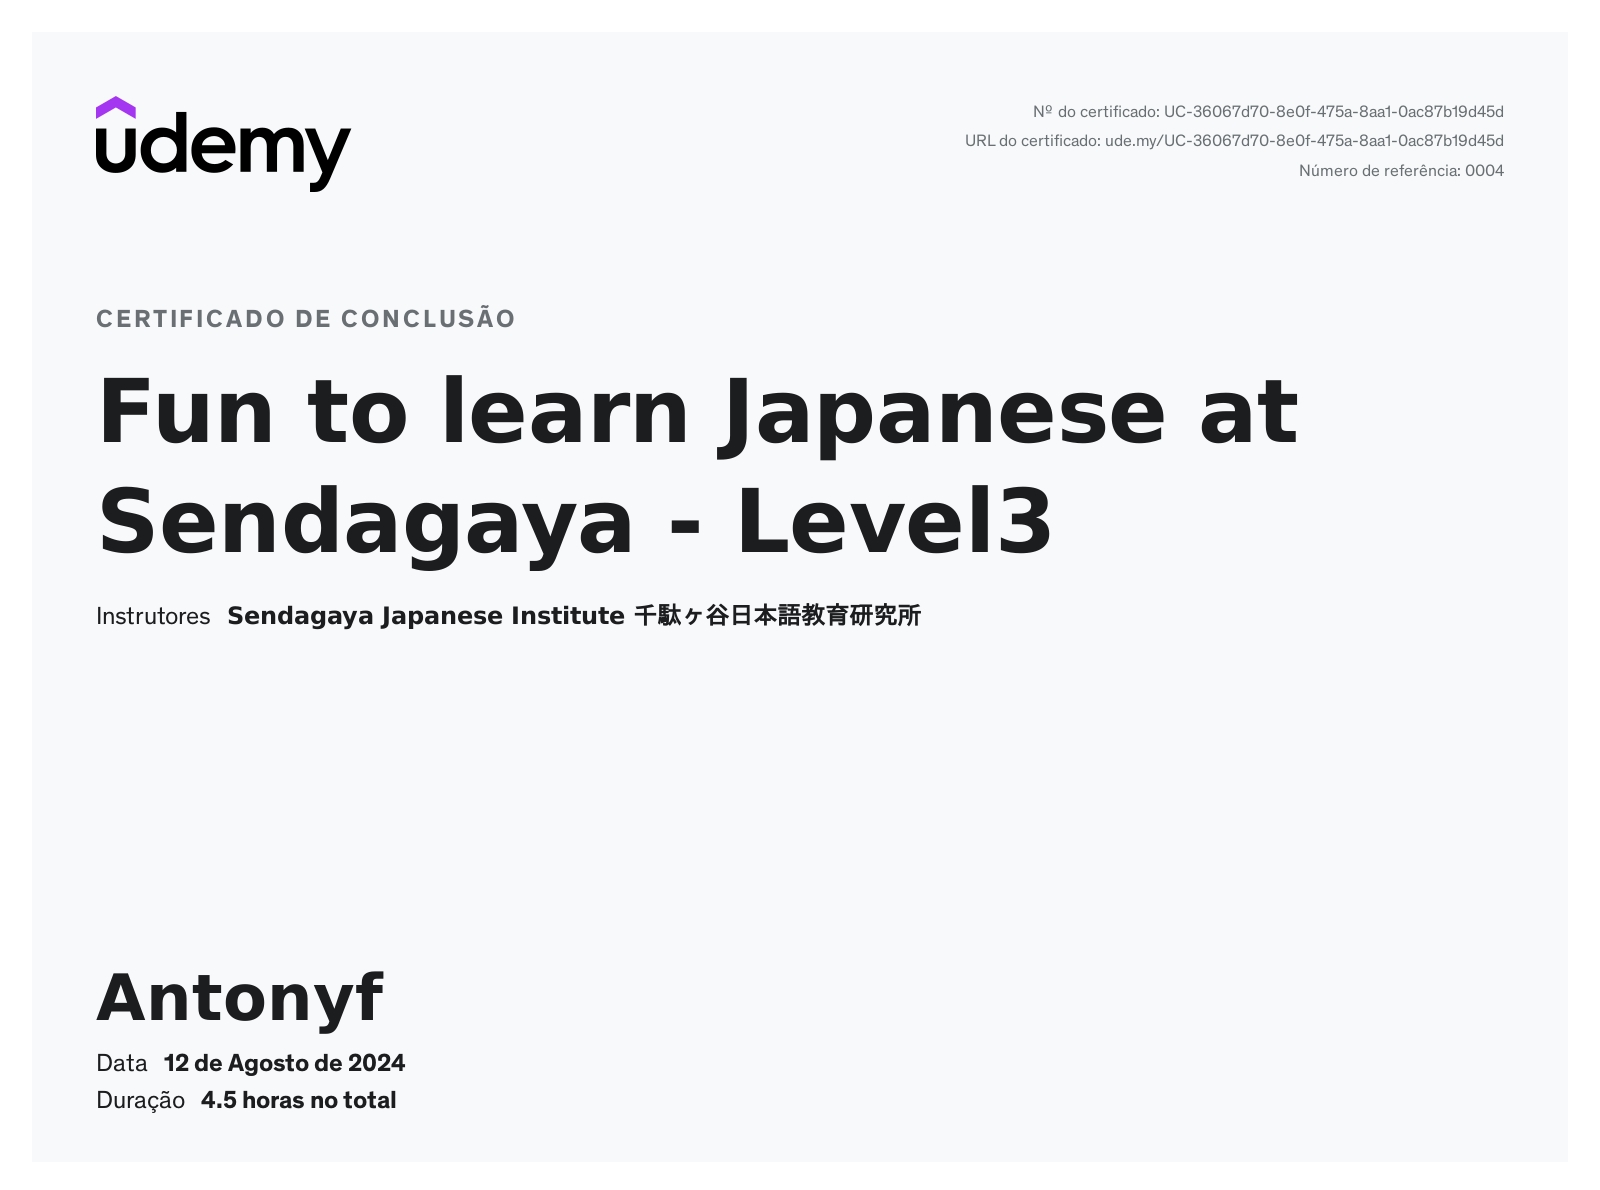 udemy
Nº do certificado: UC-36067d70-8e0f-475a-8aa1-0ac87b19d45d
URL do certificado: ude.my/UC-36067d70-8e0f-475a-8aa1-0ac87b19d45d
Número de referência: 0004
CERTIFICADO DE CONCLUSÃO
Fun to learn Japanese at
Sendagaya - Level3
Instrutores Sendagaya Japanese Institute 千駄ヶ谷日本語教育研究所
Antonyf
Data 12 de Agosto de 2024
Duração 4.5 horas no total